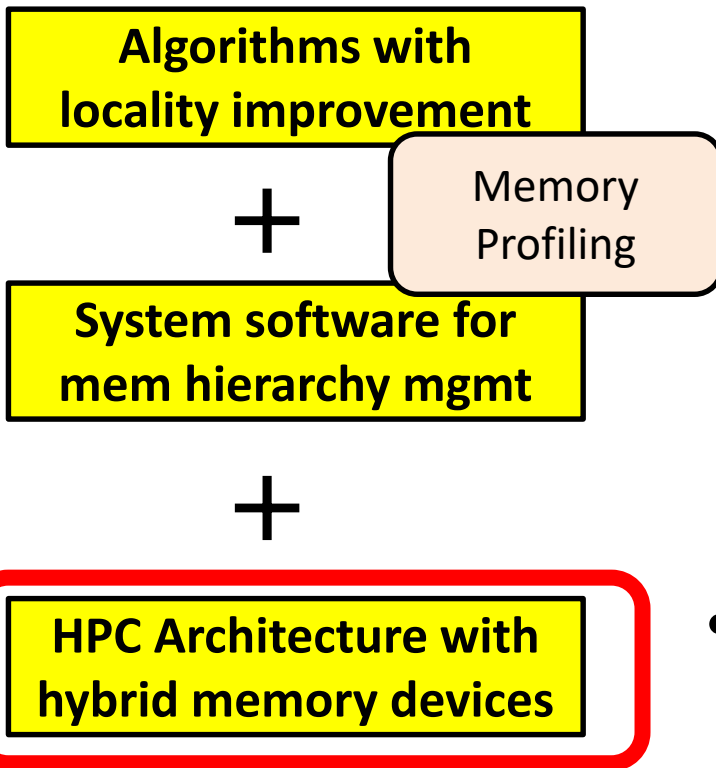 Algorithms with
locality improvement
+
Memory
Profiling
System software for
mem hierarchy mgmt
+
HPC Architecture with
hybrid memory devices
•